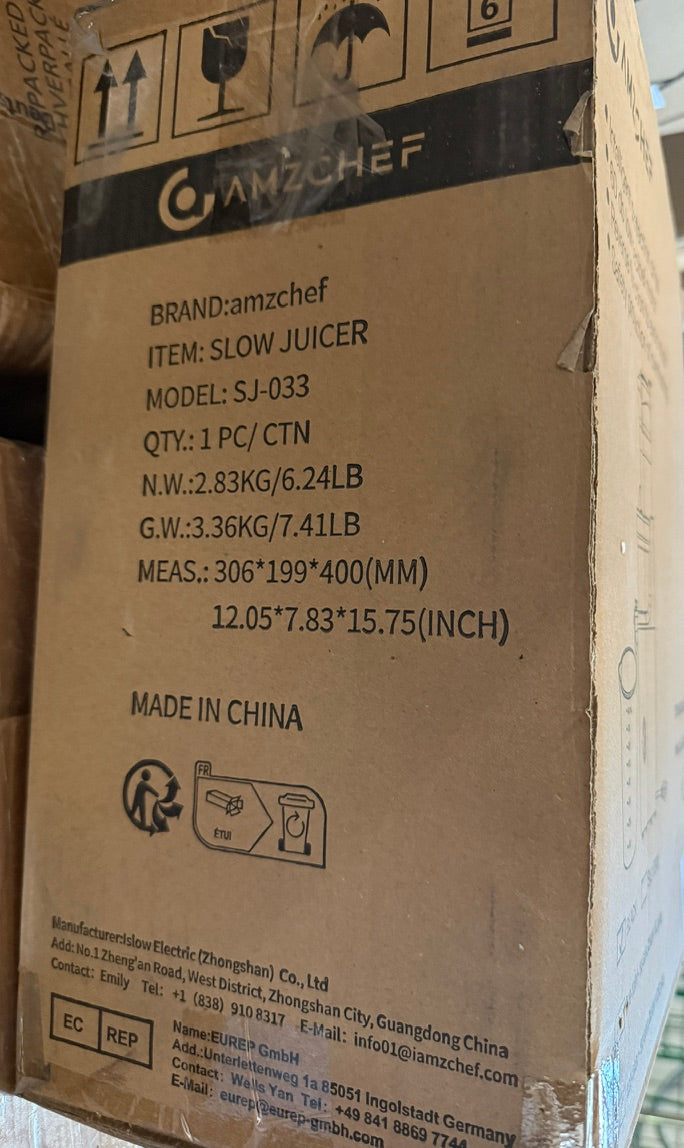 REPACKED
6
AMZCHEF
BRAND:amzchef
ITEM: SLOW JUICER
MODEL: SJ-033
QTY.: 1 PC/ CTN
N.W.:2.83KG/6.24LB
G.W.:3.36KG/7.41LB
MEAS.: 306*199*400(MM)
12.05*7.83*15.75(INCH)
MADE IN CHINA
FR
ÉTUI
Manufacturer:Islow Electric (Zhongshan) Co., Ltd
Add: No.1 Zheng'an Road, West District, Zhongshan City, Guangdong China
Contact: Emily Tel: +1 (838) 910 8317 E-Mail: info01@iamzchef.com
EC REP
Name:EUREP GmbH
Add.:Unterlettenweg 1a 85051 Ingolstadt Germany
Contact: Wells Yan Tel: +49 841 8869 7744
E-Mail: eurep@eurep-gmbh.com
AMZCHEF